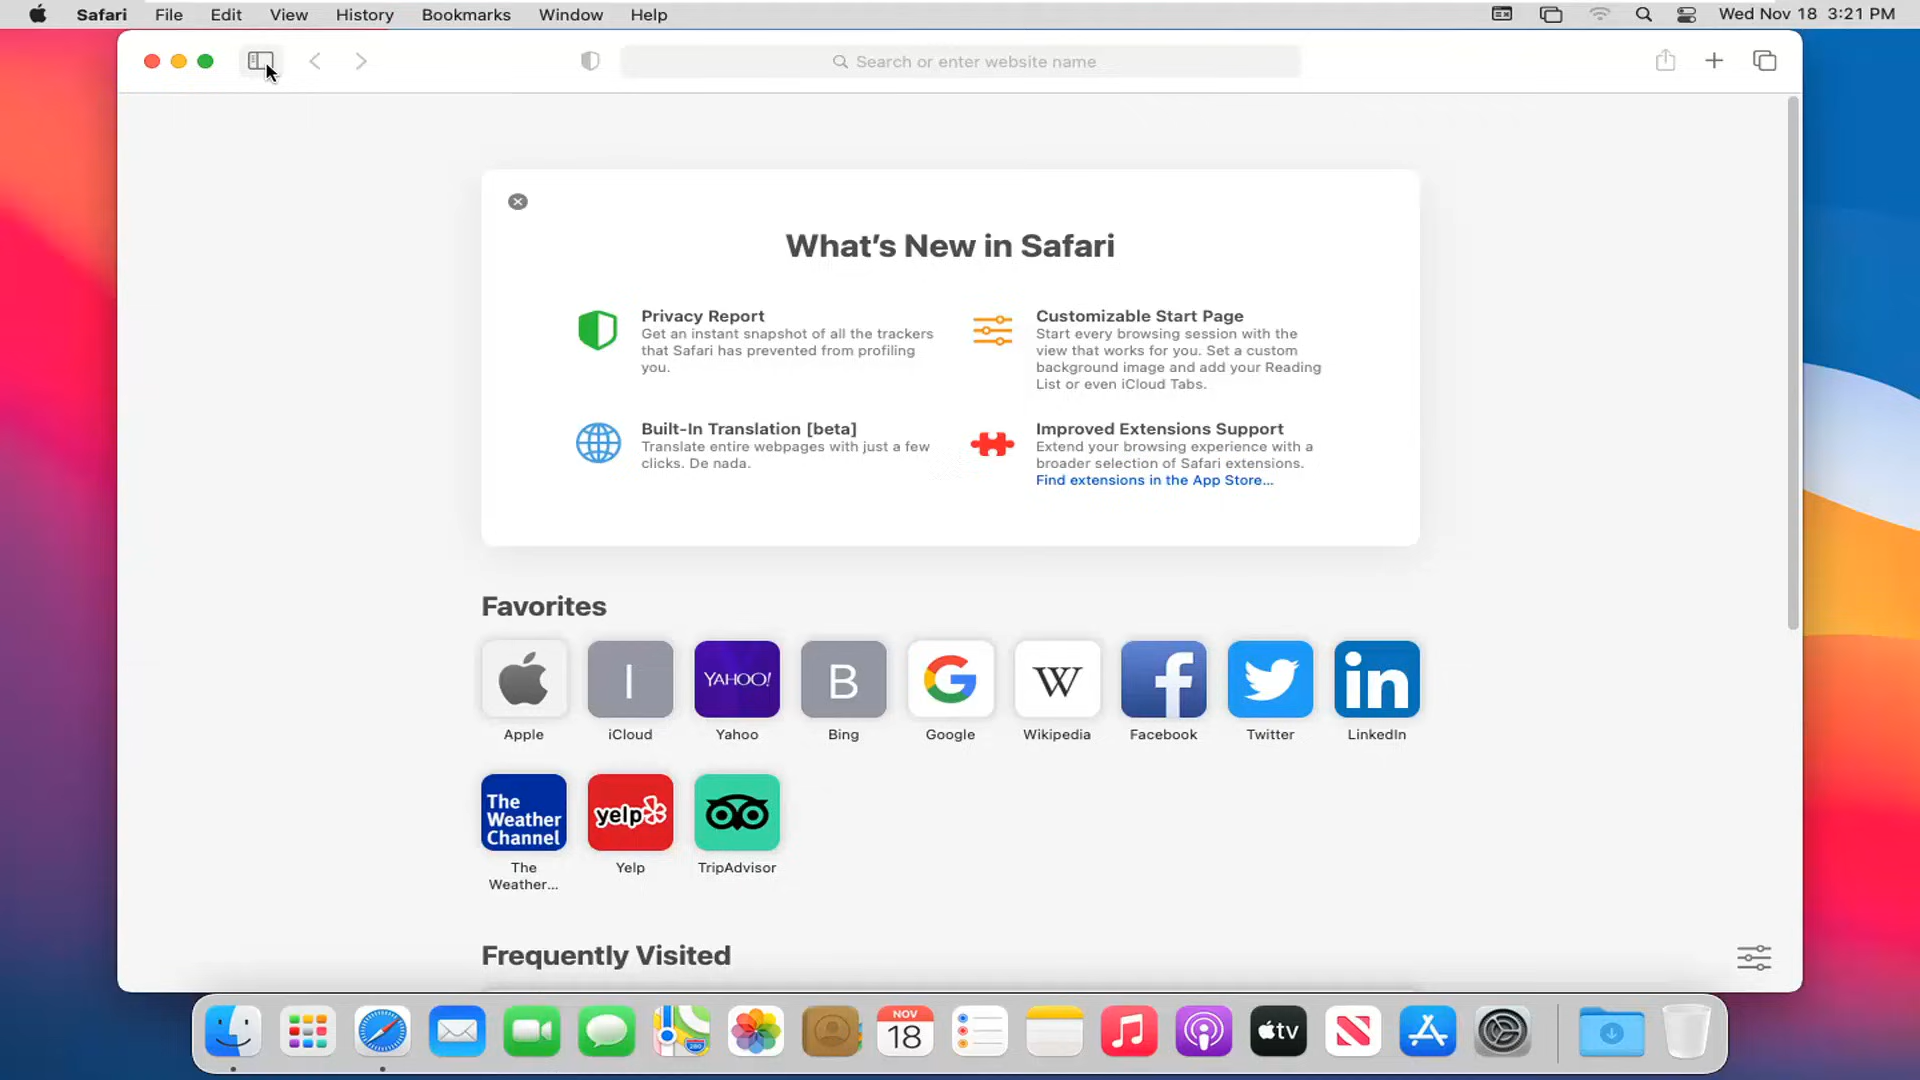 Safari File Edit View History Bookmarks Window Help Wed Nov 18 3:21 PM
Search or enter website name
What's New in Safari
Privacy Report
Get an instant snapshot of all the trackers
that Safari has prevented from profiling
you.
Customizable Start Page
Start every browsing session with the
view that works for you. Set a custom
background image and add your Reading
List or even iCloud Tabs.
Built-In Translation [beta]
Translate entire webpages with just a few
clicks. De nada.
Improved Extensions Support
Extend your browsing experience with a
broader selection of Safari extensions.
Find extensions in the App Store...
Favorites
I YAHOO! B G W f in
Apple iCloud Yahoo Bing Google Wikipedia Facebook Twitter LinkedIn
The
Weather
Channel
yelp
The
Weather...
Yelp
TripAdvisor
Frequently Visited
NOV
18
280
tv